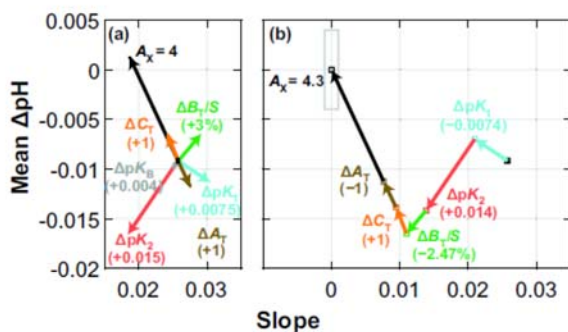 (a)
A_X = 4
ΔB_T/S
(+3%)
ΔC_T
(+1)
ΔpK_B
(+0.004)
ΔpK_1
(+0.0075)
ΔpK_2
(+0.015)
ΔA_T
(+1)
(b)
A_X = 4.3
ΔpK_1
(−0.0074)
ΔA_T
(−1)
ΔpK_2
(+0.014)
ΔC_T
(+1)
ΔB_T/S
(−2.47%)
Mean ΔpH
0
-0.005
-0.01
-0.015
-0.02
0.02
0.03
0
0.01
0.02
0.03
Slope